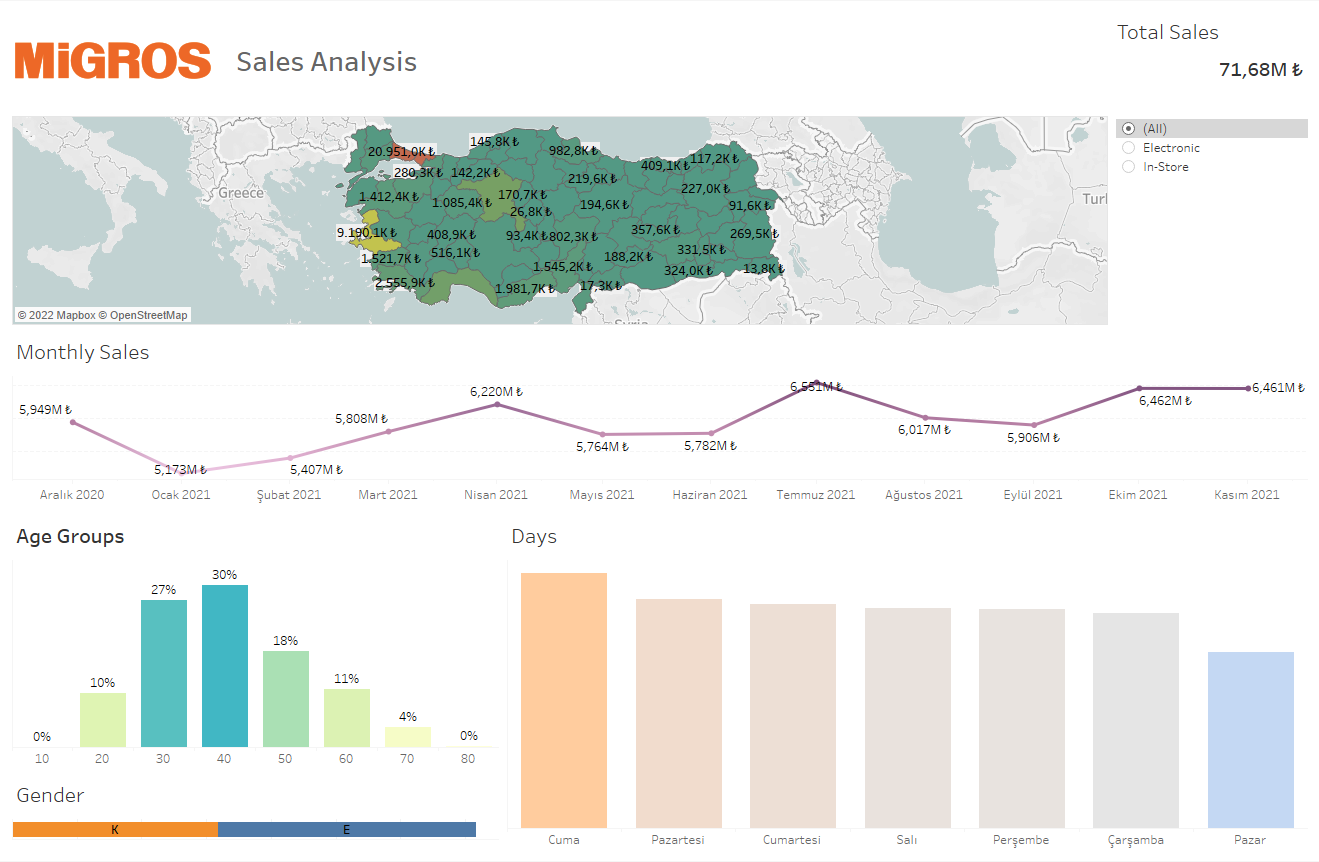 MiGROS
Sales Analysis
Total Sales
71,68M ₺
(All)
Electronic
In-Store
145,8K ₺
20.951,0K ₺
982,8K ₺
409,1K ₺
117,2K ₺
280,3K ₺
142,2K ₺
219,6K ₺
227,0K ₺
Greece
1.412,4K ₺
1.085,4K ₺
170,7K ₺
26,8K ₺
194,6K ₺
91,6K ₺
9.190,1K ₺
408,9K ₺
93,4K ₺
802,3K ₺
357,6K ₺
269,5K ₺
1.521,7K ₺
516,1K ₺
188,2K ₺
331,5K ₺
1.545,2K ₺
324,0K ₺
13,8K ₺
2.555,9K ₺
1.981,7K ₺
17,3K ₺
Syria
© 2022 Mapbox © OpenStreetMap
Monthly Sales
5,949M ₺
5,173M ₺
5,407M ₺
5,808M ₺
6,220M ₺
5,764M ₺
5,782M ₺
6,551M ₺
6,017M ₺
5,906M ₺
6,462M ₺
6,461M ₺
Aralık 2020
Ocak 2021
Şubat 2021
Mart 2021
Nisan 2021
Mayıs 2021
Haziran 2021
Temmuz 2021
Ağustos 2021
Eylül 2021
Ekim 2021
Kasım 2021
Age Groups
0%
10%
27%
30%
18%
11%
4%
0%
10
20
30
40
50
60
70
80
Gender
K
E
Days
Cuma
Pazartesi
Cumartesi
Salı
Perşembe
Çarşamba
Pazar